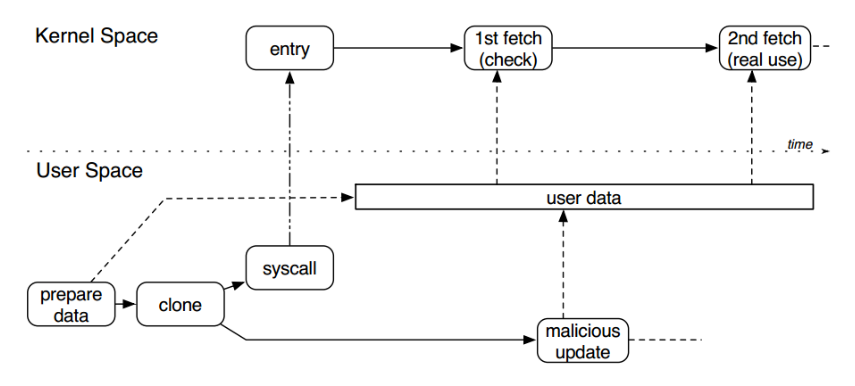 Kernel Space
entry
1st fetch
(check)
2nd fetch
(real use)
time
User Space
user data
syscall
prepare
data
clone
malicious
update